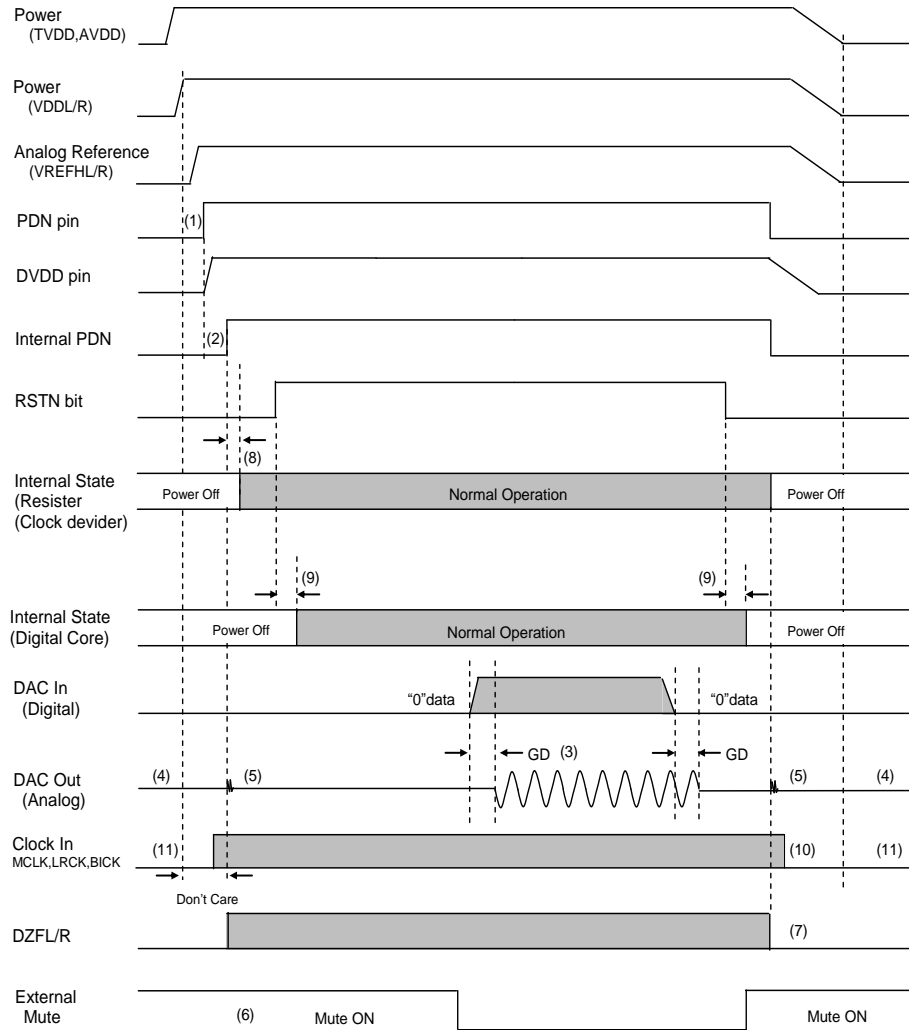 Power
(TVDD,AVDD)
Power
(VDDL/R)
Analog Reference
(VREFHL/R)
PDN pin
(1)
DVDD pin
Internal PDN
(2)
RSTN bit
(8)
Internal State
(Resister
(Clock devider)
Power Off
Normal Operation
Power Off
(9)
(9)
Internal State
(Digital Core)
Power Off
Normal Operation
Power Off
DAC In
(Digital)
“0”data
“0”data
GD
(3)
GD
DAC Out
(Analog)
(4)
(5)
(5)
(4)
Clock In
MCLK,LRCK,BICK
(11)
(10)
(11)
Don’t Care
DZFL/R
(7)
External
Mute
(6)
Mute ON
Mute ON